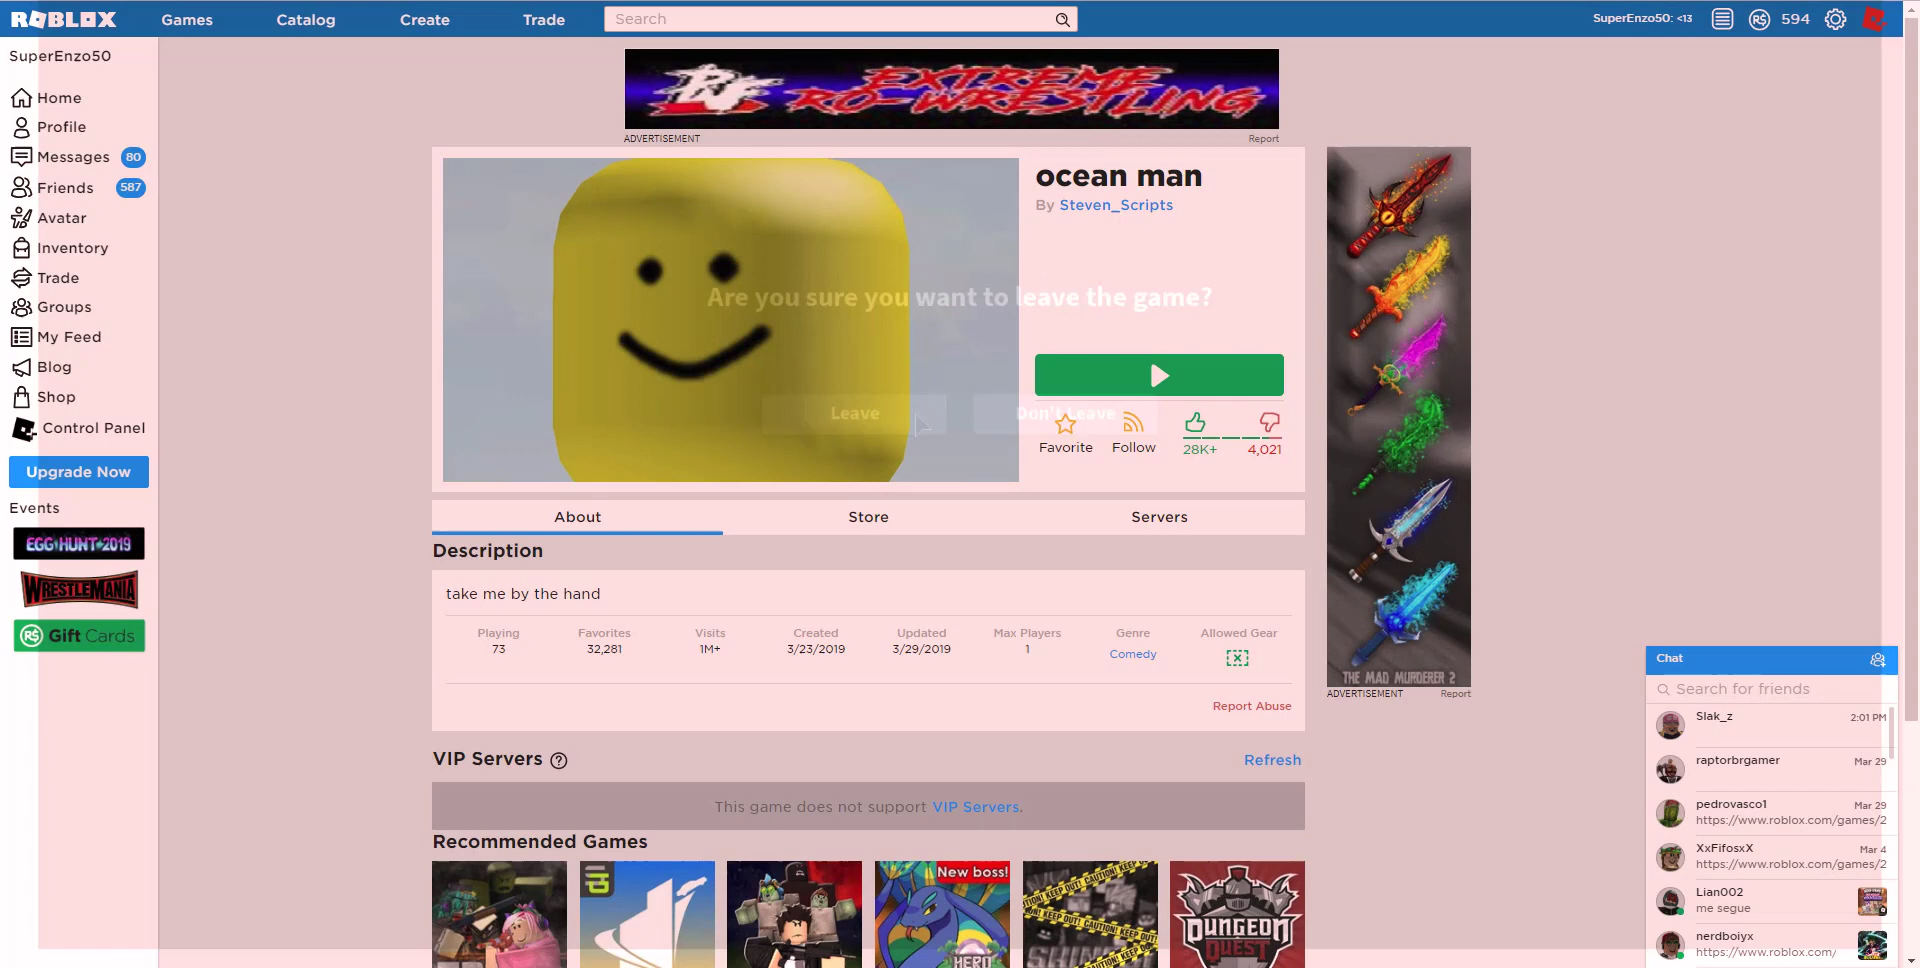 ROBLOX Games Catalog Create Trade Search SuperEnzo50: <13 R$ 594
SuperEnzo50
Home
Profile
Messages 80
Friends 587
Avatar
Inventory
Trade
Groups
My Feed
Blog
Shop
Control Panel
Upgrade Now
Events
EGG HUNT 2019
WRESTLEMANIA
R$ Gift Cards
EXTREME
RO-WRESTLING
ADVERTISEMENT Report
ocean man
By Steven_Scripts
Are you sure you want to leave the game?
Leave Don't Leave
Favorite Follow 28K+ 4,021
About Store Servers
Description
take me by the hand
Playing Favorites Visits Created Updated Max Players Genre Allowed Gear
73 32,281 1M+ 3/23/2019 3/29/2019 1 Comedy
Report Abuse
VIP Servers ? Refresh
This game does not support VIP Servers.
Recommended Games
New boss!
HERO
CAUTION! KEEP OUT! CAUTION! KEEP OUT!
DUNGEON
QUEST
THE MAD MURDERER 2
ADVERTISEMENT Report
Chat
Search for friends
Slak_z 2:01 PM
raptorbrgamer Mar 29
pedrovasco1 Mar 29
https://www.roblox.com/games/2
XxFifosxX Mar 4
https://www.roblox.com/games/2
Lian002
me segue
nerdboiyx
https://www.roblox.com/